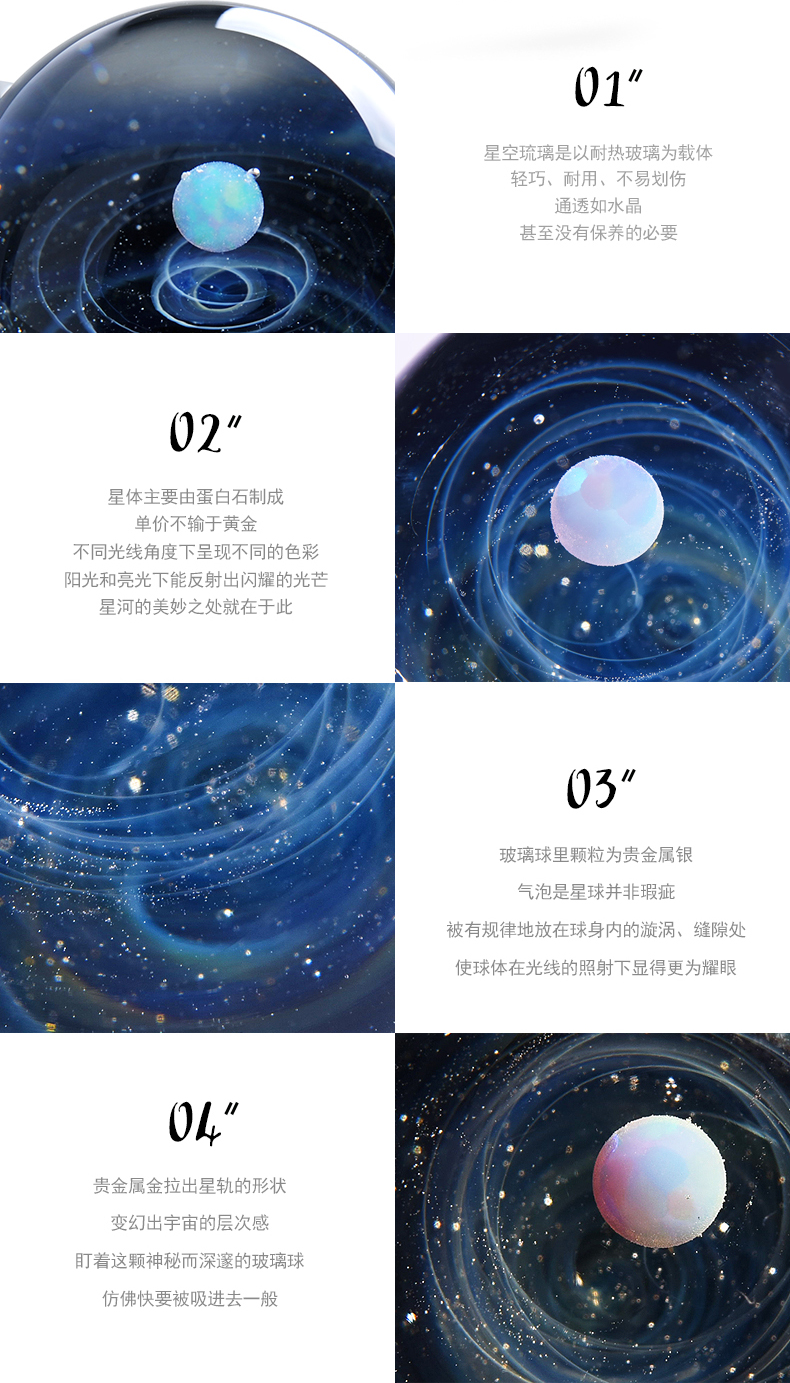 01"
星空琉璃是以耐热玻璃为载体
轻巧、耐用、不易划伤
通透如水晶
甚至没有保养的必要
02"
星体主要由蛋白石制成
单价不输于黄金
不同光线角度下呈现不同的色彩
阳光和亮光下能反射出闪耀的光芒
星河的美妙之处就在于此
03"
玻璃球里颗粒为贵金属银
气泡是星球并非瑕疵
被有规律地放在球身内的漩涡、缝隙处
使球体在光线的照射下显得更为耀眼
04"
贵金属金拉出星轨的形状
变幻出宇宙的层次感
盯着这颗神秘而深邃的玻璃球
仿佛快要被吸进去一般